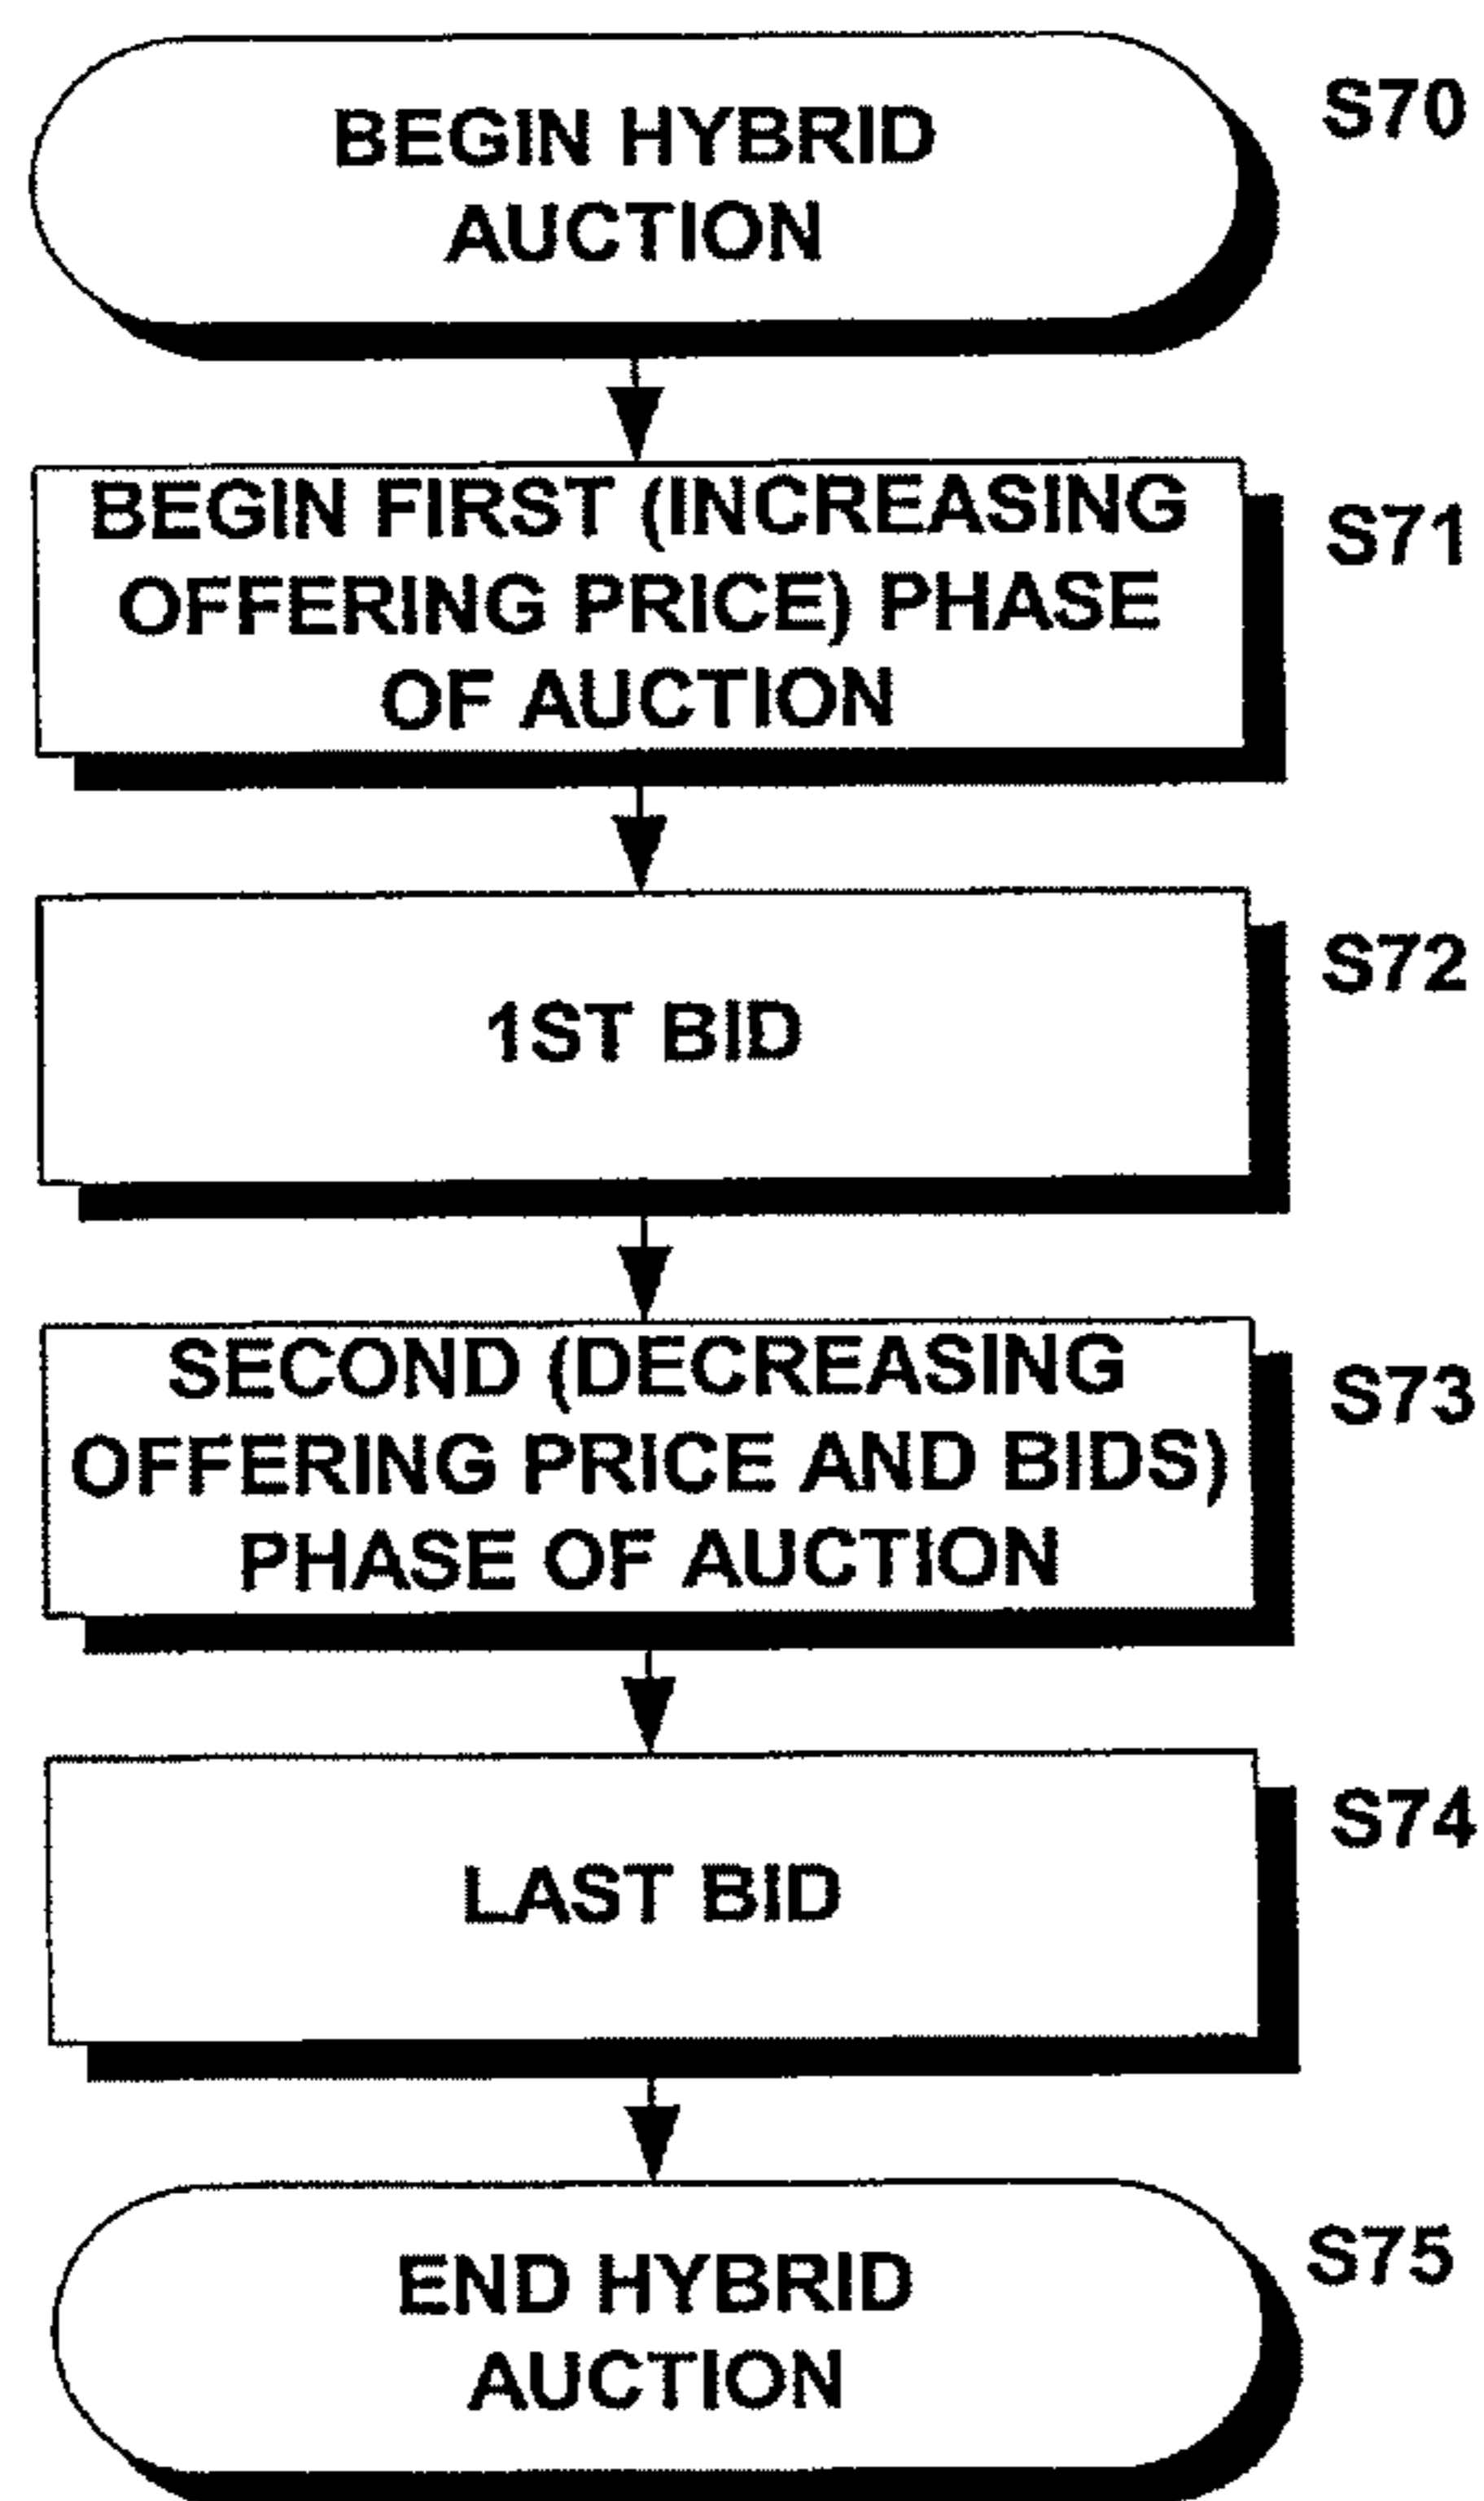 BEGIN HYBRID
AUCTION
S70
BEGIN FIRST (INCREASING
OFFERING PRICE) PHASE
OF AUCTION
S71
1ST BID
S72
SECOND (DECREASING
OFFERING PRICE AND BIDS)
PHASE OF AUCTION
S73
LAST BID
S74
END HYBRID
AUCTION
S75